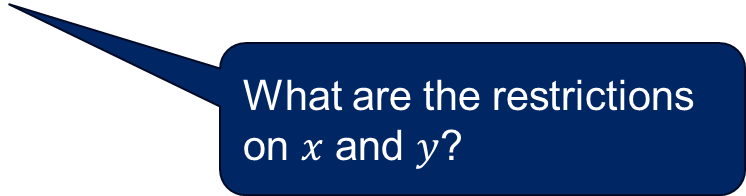 What are the restrictions
on 𝑥 and 𝑦?